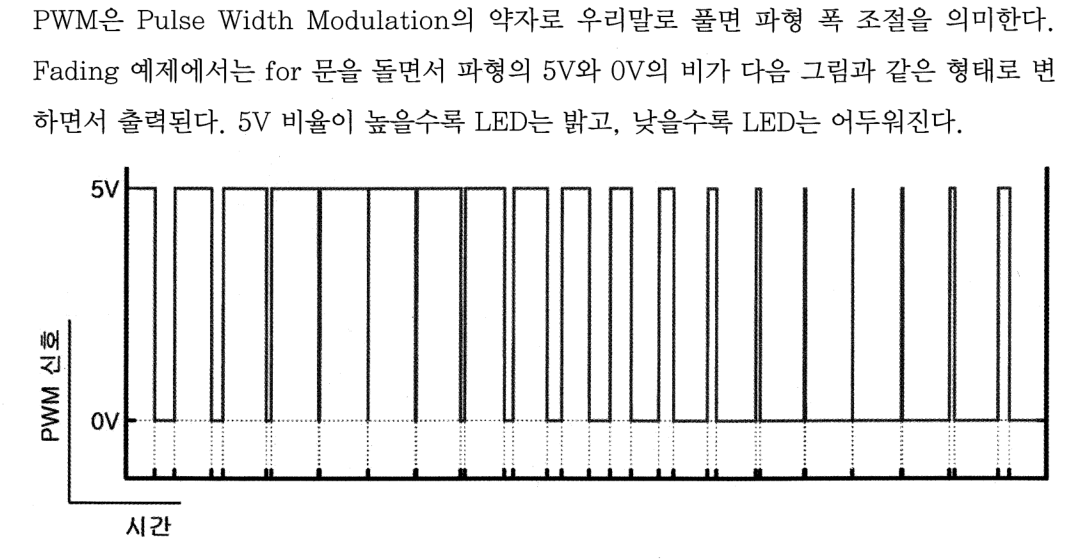 PWM은 Pulse Width Modulation의 약자로 우리말로 풀면 파형 폭 조절을 의미한다.
Fading 예제에서는 for 문을 돌면서 파형의 5V와 0V의 비가 다음 그림과 같은 형태로 변
하면서 출력된다. 5V 비율이 높을수록 LED는 밝고, 낮을수록 LED는 어두워진다.
5V
PWM 신호
0V
시간